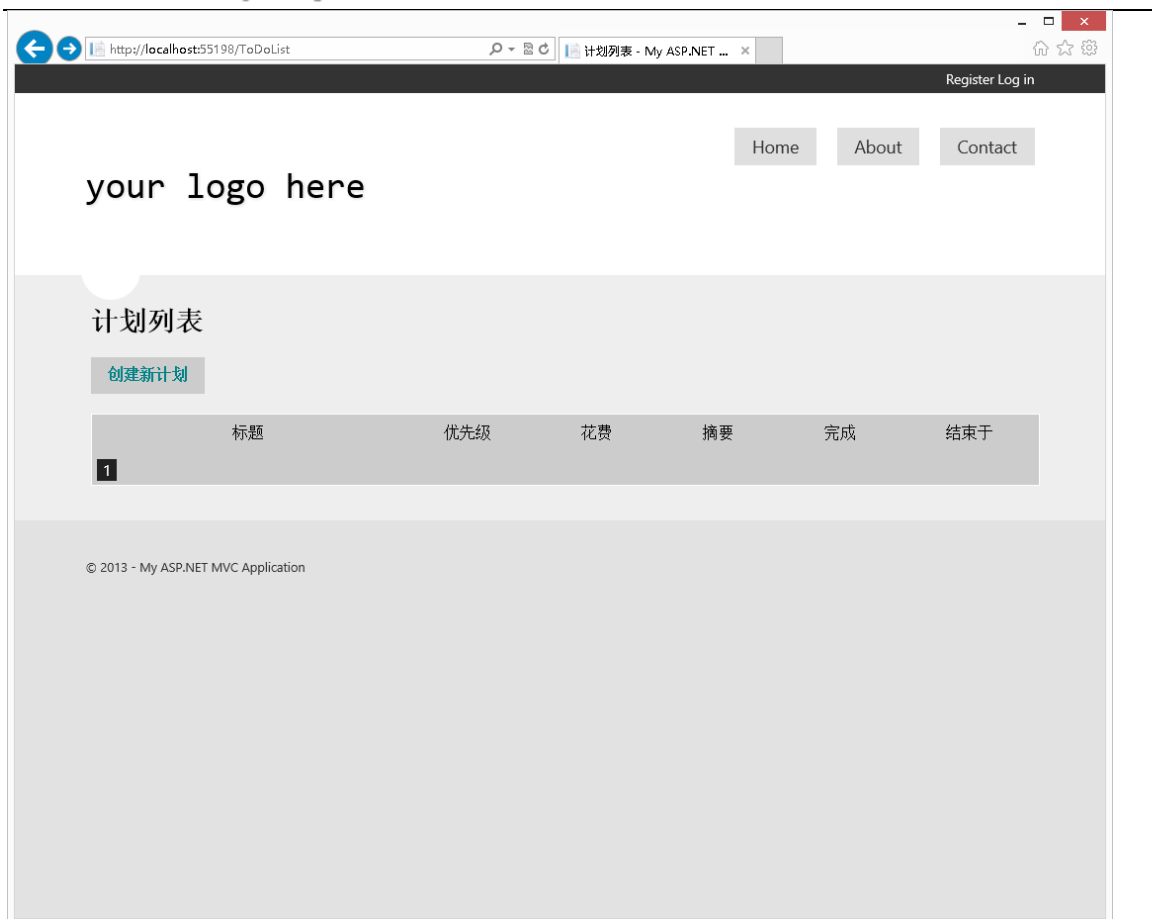 http://localhost:55198/ToDoList
计划列表 - My ASP.NET ...
Register Log in
Home About Contact
your logo here
计划列表
创建新计划
标题 优先级 花费 摘要 完成 结束于
1
© 2013 - My ASP.NET MVC Application